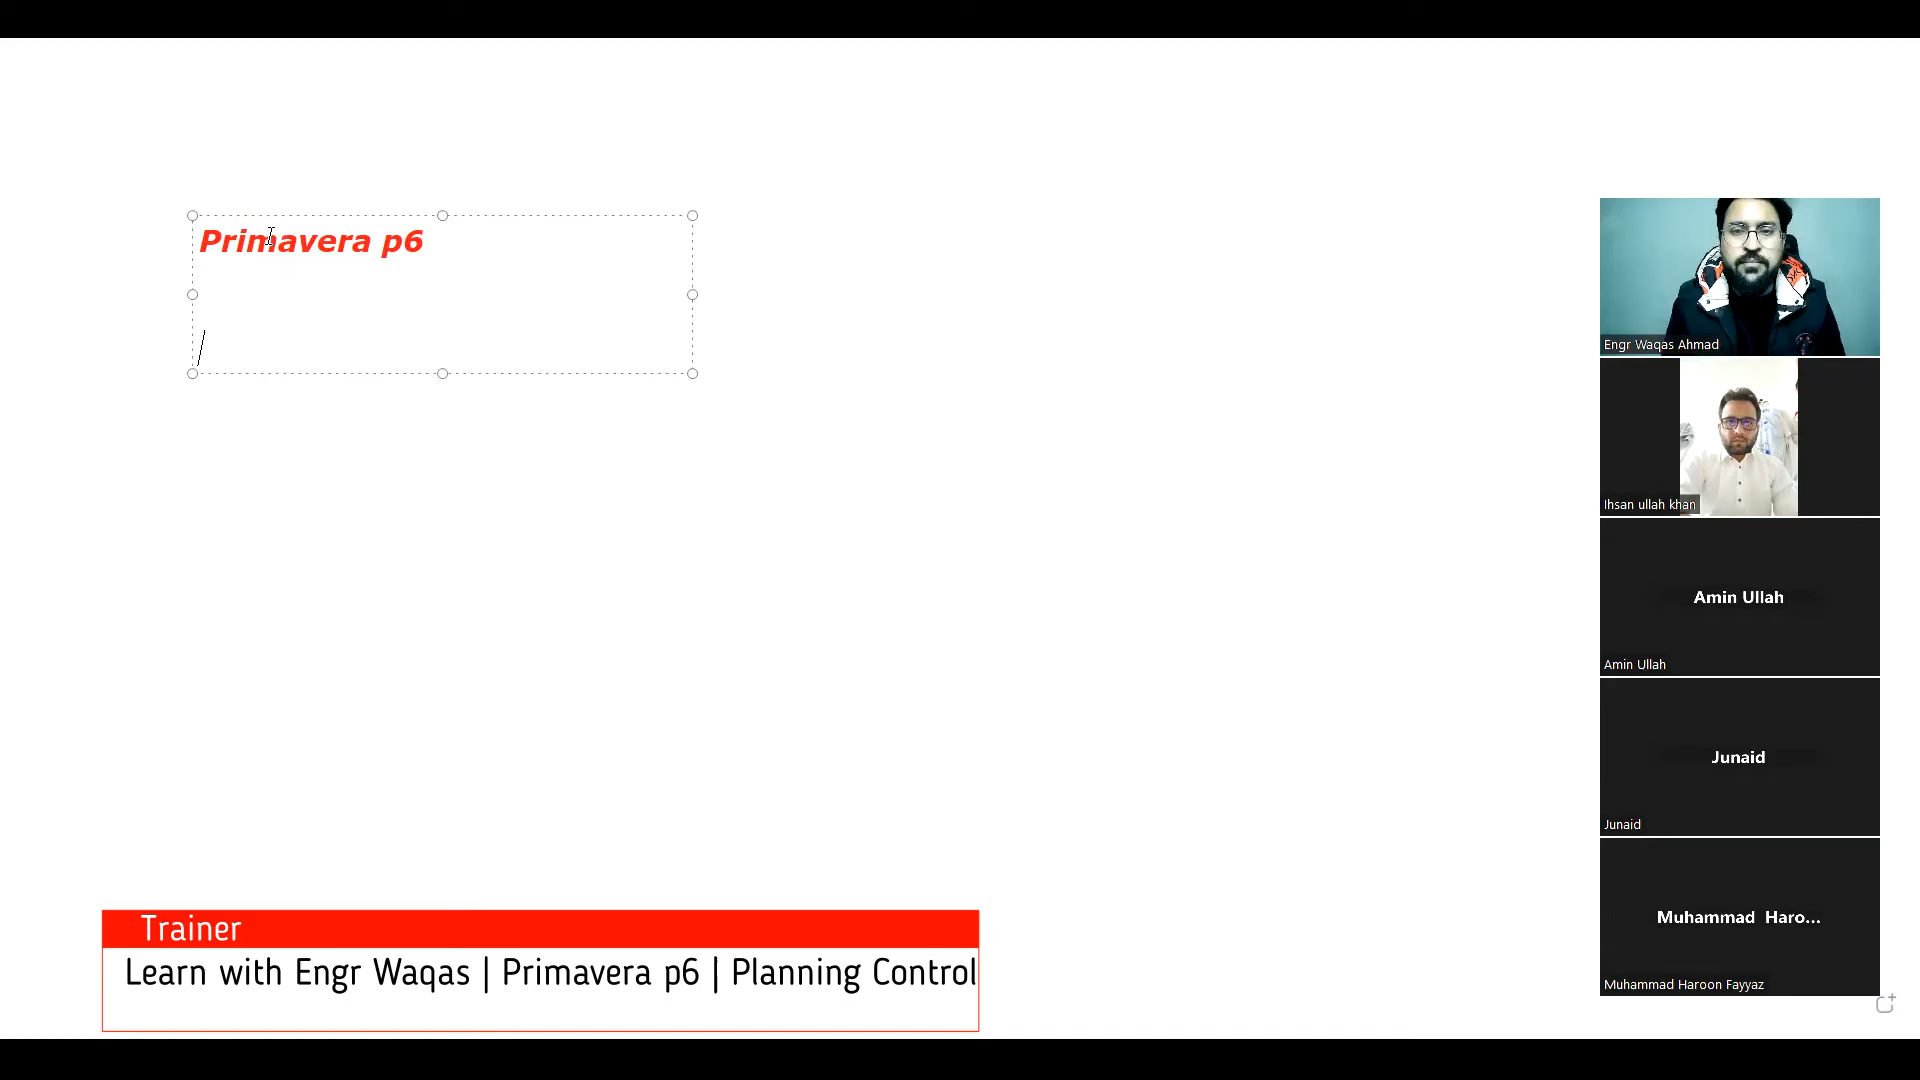 Primavera p6
Engr Waqas Ahmad
Ihsan ullah khan
Amin Ullah
Amin Ullah
Junaid
Junaid
Muhammad Haro...
Muhammad Haroon Fayyaz
Trainer
Learn with Engr Waqas | Primavera p6 | Planning Control